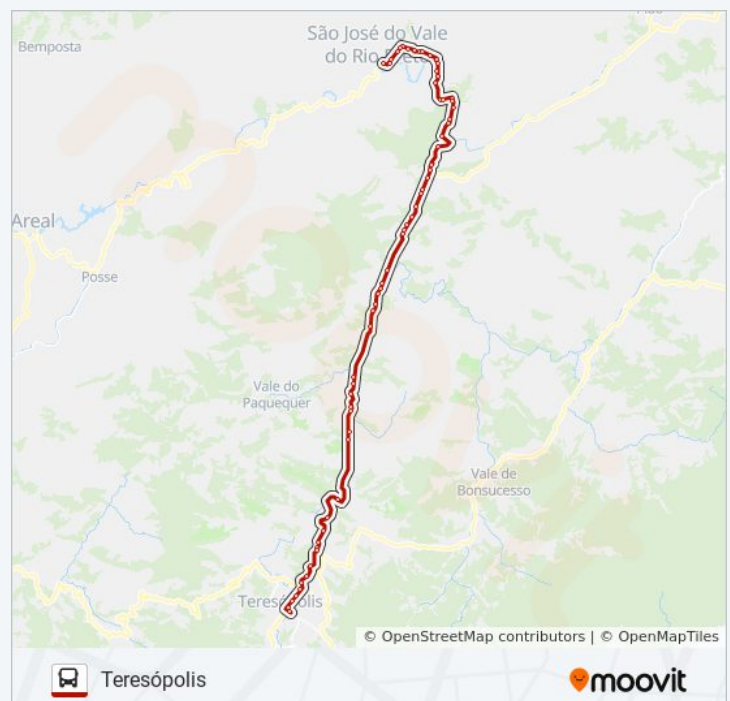 São José do Vale
do Rio Preto
Bemposta
Areal
Posse
Vale do
Paquequer
Vale de
Bonsucesso
Teresópolis
© OpenStreetMap contributors | © OpenMapTiles
Teresópolis
moovit